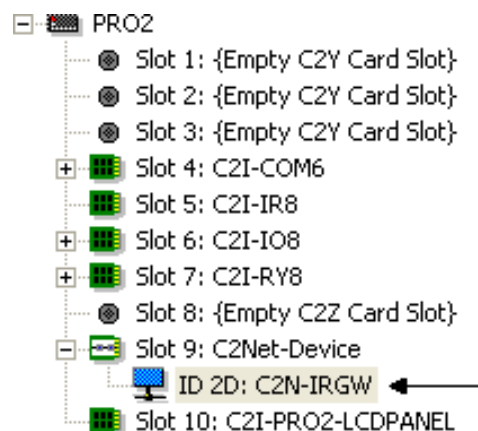 PRO2
Slot 1: {Empty C2Y Card Slot}
Slot 2: {Empty C2Y Card Slot}
Slot 3: {Empty C2Y Card Slot}
Slot 4: C2I-COM6
Slot 5: C2I-IR8
Slot 6: C2I-IO8
Slot 7: C2I-RY8
Slot 8: {Empty C2Z Card Slot}
Slot 9: C2Net-Device
ID 2D: C2N-IRGW
Slot 10: C2I-PRO2-LCDPANEL